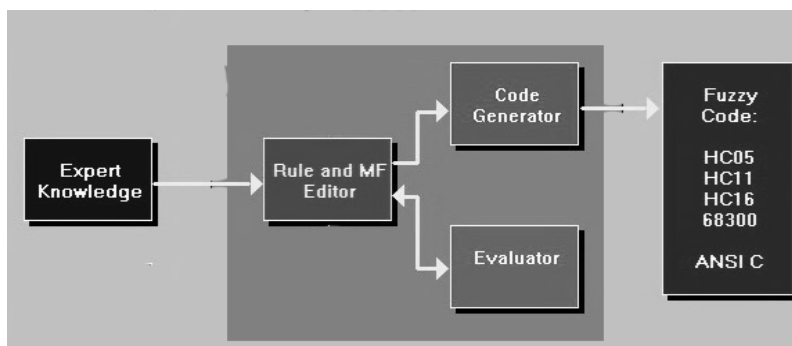 Expert
Knowledge
Rule and MF
Editor
Code
Generator
Evaluator
Fuzzy
Code:
HC05
HC11
HC16
68300
ANSI C